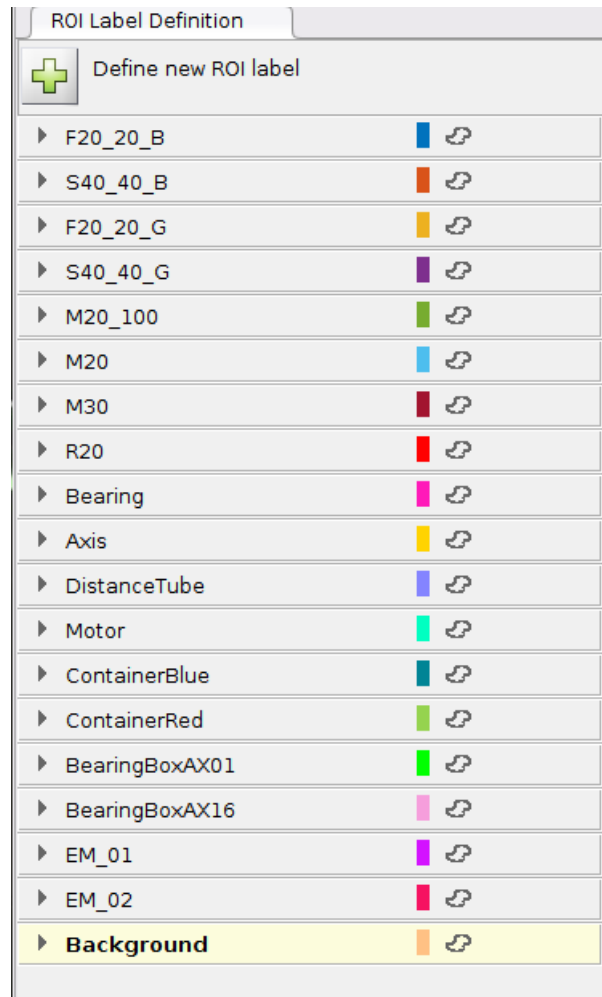 ROI Label Definition
Define new ROI label
F20_20_B
S40_40_B
F20_20_G
S40_40_G
M20_100
M20
M30
R20
Bearing
Axis
DistanceTube
Motor
ContainerBlue
ContainerRed
BearingBoxAX01
BearingBoxAX16
EM_01
EM_02
Background